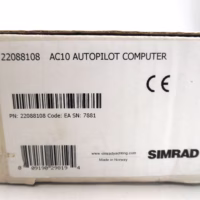 22088108 AC10 AUTOPILOT COMPUTER
CE
PN: 22088108 Code: EA SN: 7881
Made in Norway
SIMRAD